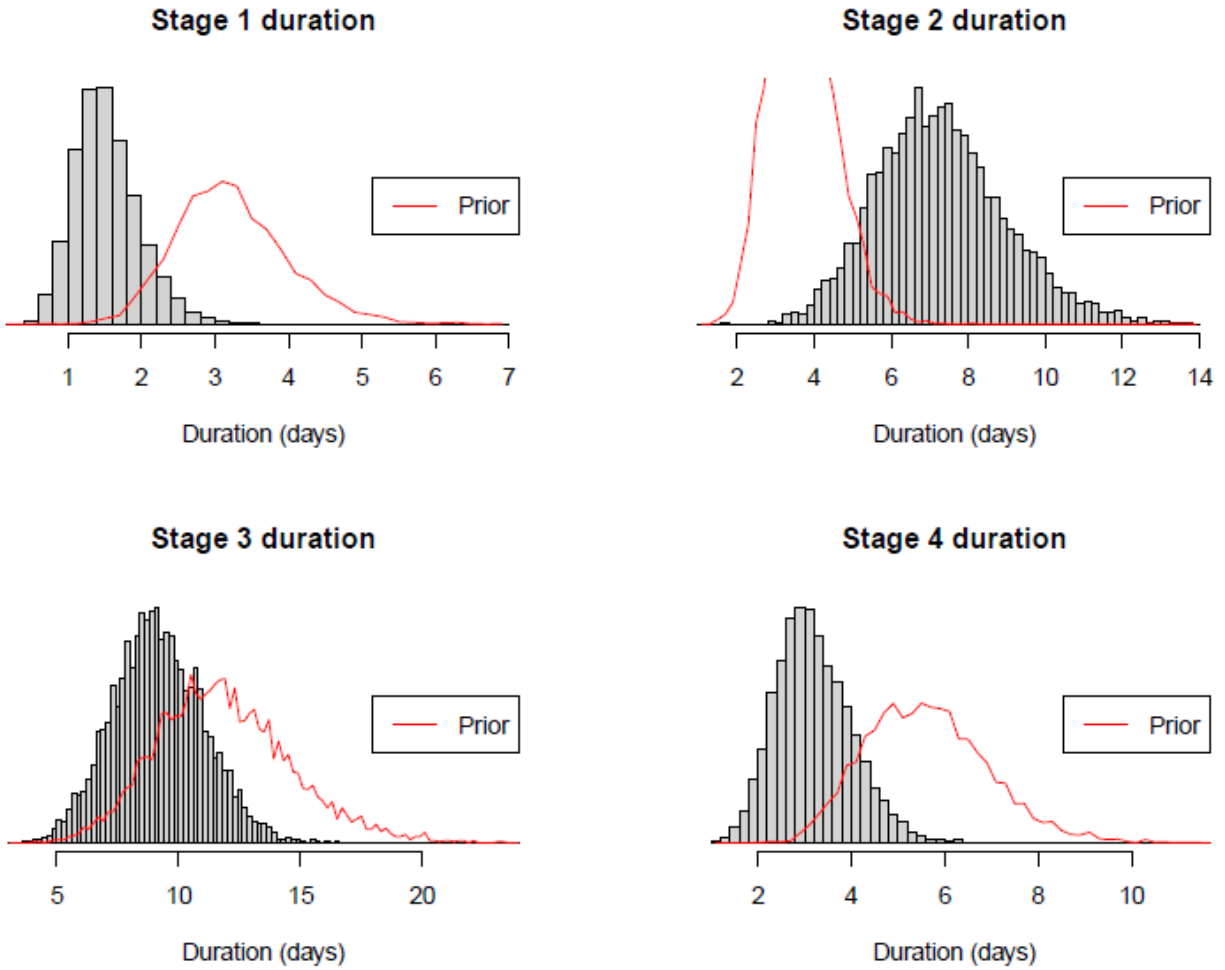 Stage 1 duration
Prior
1 2 3 4 5 6 7
Duration (days)
Stage 2 duration
Prior
2 4 6 8 10 12 14
Duration (days)
Stage 3 duration
Prior
5 10 15 20
Duration (days)
Stage 4 duration
Prior
2 4 6 8 10
Duration (days)